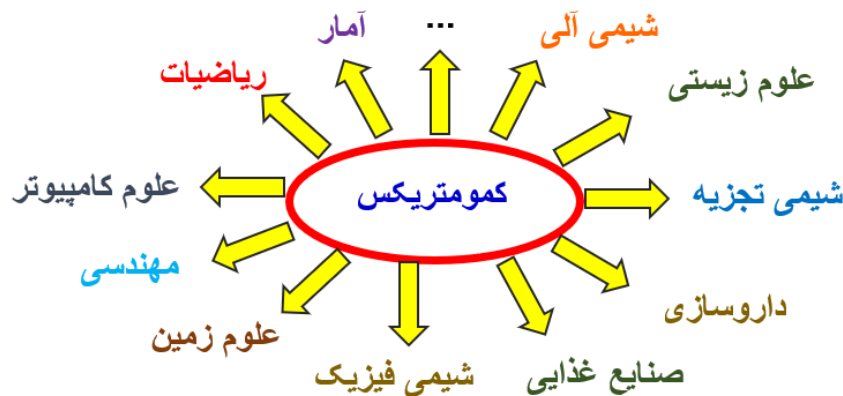 شیمی آلی
...
آمار
ریاضیات
علوم زیستی
علوم کامپیوتر
کمومتریکس
شیمی تجزیه
مهندسی
داروسازی
علوم زمین
شیمی فیزیک
صنایع غذایی